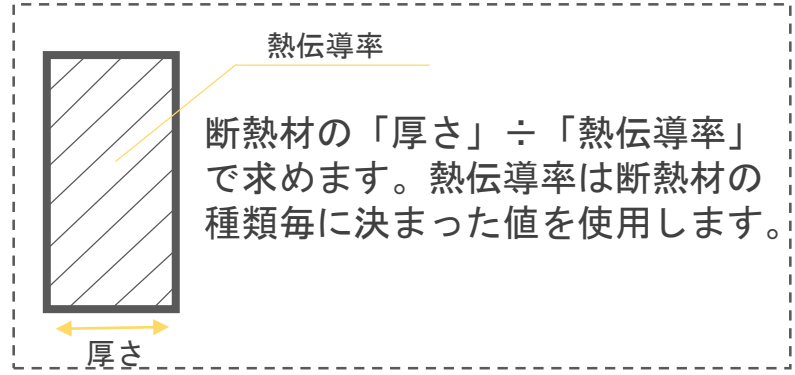 熱伝導率
断熱材の「厚さ」÷「熱伝導率」
で求めます。熱伝導率は断熱材の
種類毎に決まった値を使用します。
厚さ